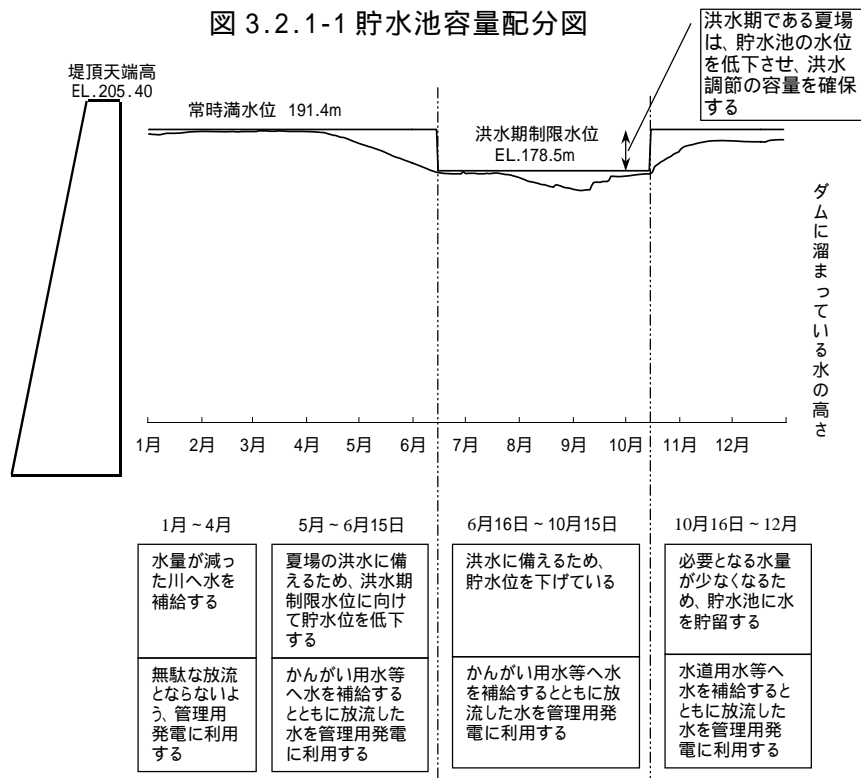 図 3.2.1-1 貯水池容量配分図
洪水期である夏場
は、貯水池の水位
を低下させ、洪水
調節の容量を確保
する
堤頂天端高
EL.205.40
常時満水位 191.4m
洪水期制限水位
EL.178.5m
ダムに溜まっている水の高さ
1月 2月 3月 4月 5月 6月 7月 8月 9月 10月 11月 12月
1月～4月
水量が減っ
た川へ水を
補給する
無駄な放流
とならないよ
う、管理用
発電に利用
する
5月～6月15日
夏場の洪水に備
えるため、洪水期
制限水位に向け
て貯水位を低下
する
かんがい用水等
へ水を補給する
とともに放流した
水を管理用発電
に利用する
6月16日～10月15日
洪水に備えるため、
貯水位を下げている
かんがい用水等へ水
を補給するとともに放
流した水を管理用発
電に利用する
10月16日～12月
必要となる水量
が少なくなるた
め、貯水池に水
を貯留する
水道用水等へ
水を補給すると
ともに放流した
水を管理用発
電に利用する